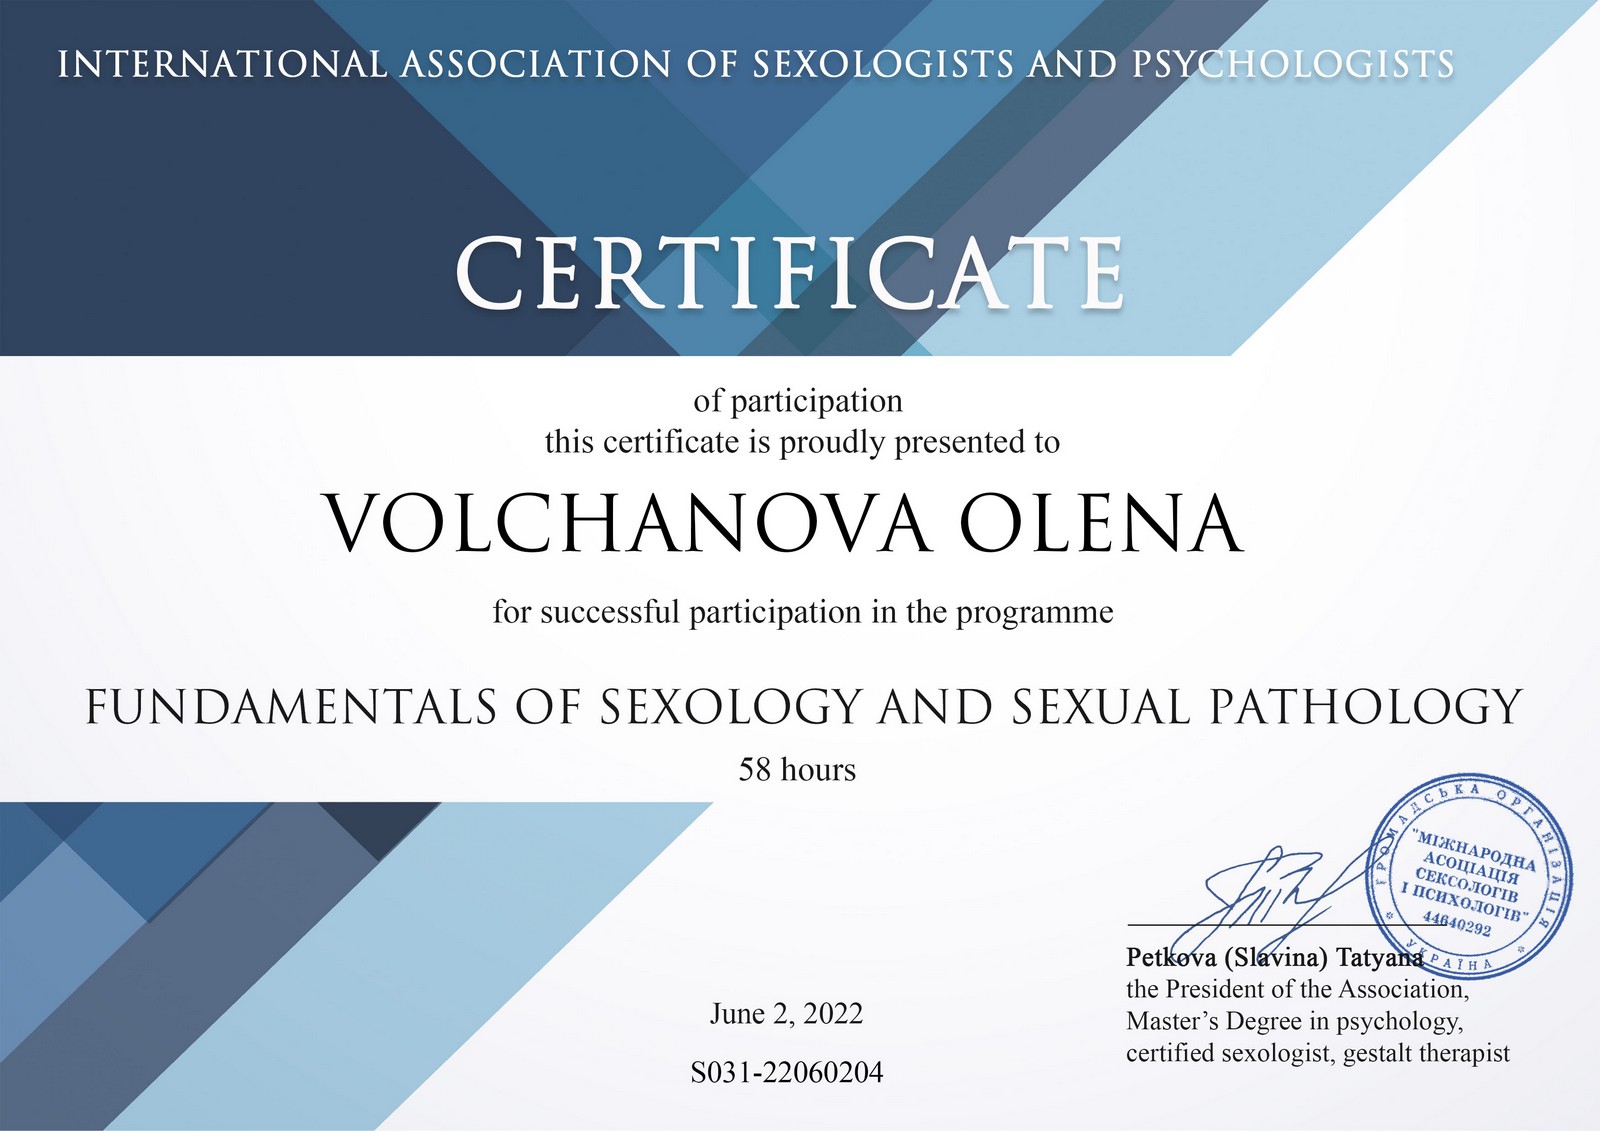 INTERNATIONAL ASSOCIATION OF SEXOLOGISTS AND PSYCHOLOGISTS
CERTIFICATE
of participation
this certificate is proudly presented to
VOLCHANOVA OLENA
for successful participation in the programme
FUNDAMENTALS OF SEXOLOGY AND SEXUAL PATHOLOGY
58 hours
ГРОМАДСЬКА ОРГАНІЗАЦІЯ
"МІЖНАРОДНА
АСОЦІАЦІЯ
СЕКСОЛОГІВ
І ПСИХОЛОГІВ"
44640292
* УКРАЇНА *
Petkova (Slavina) Tatyana
the President of the Association,
Master’s Degree in psychology,
certified sexologist, gestalt therapist
June 2, 2022
S031-22060204